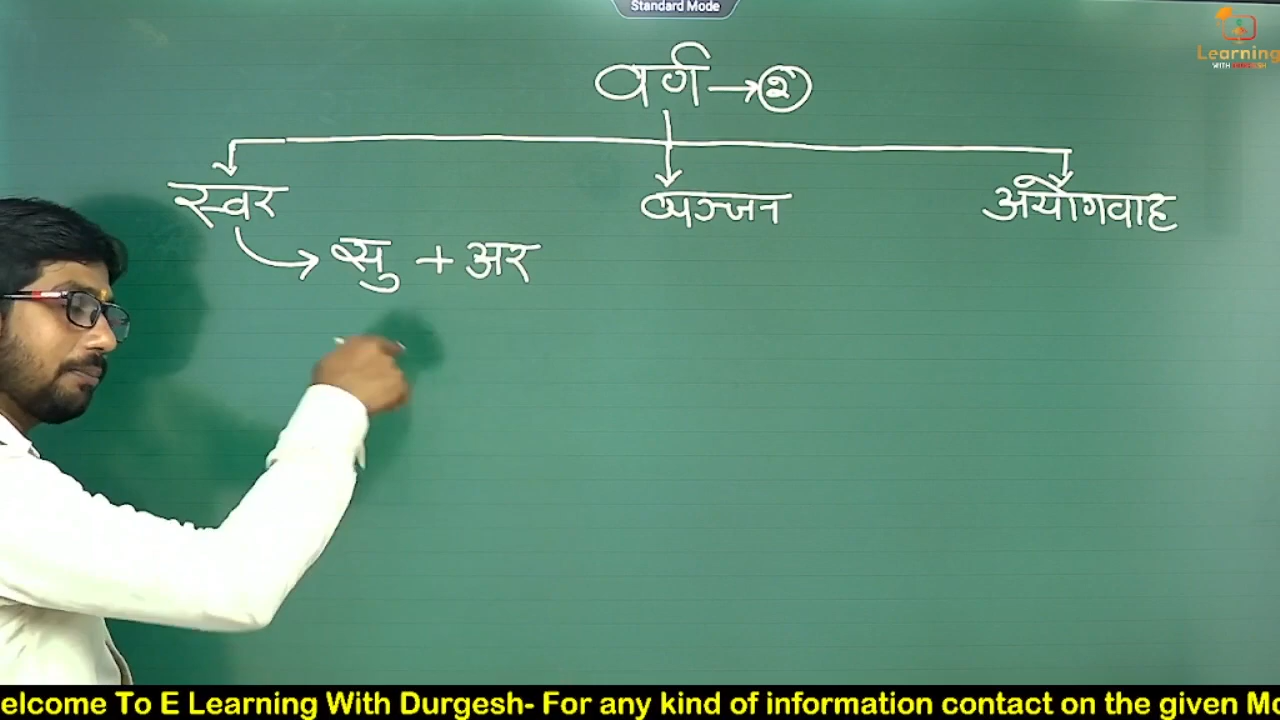 Standard Mode
Learning
वर्ग → २
स्वर व्यञ्जन अयोगवाह
सु + अर
elcome To E Learning With Durgesh- For any kind of information contact on the given Mo